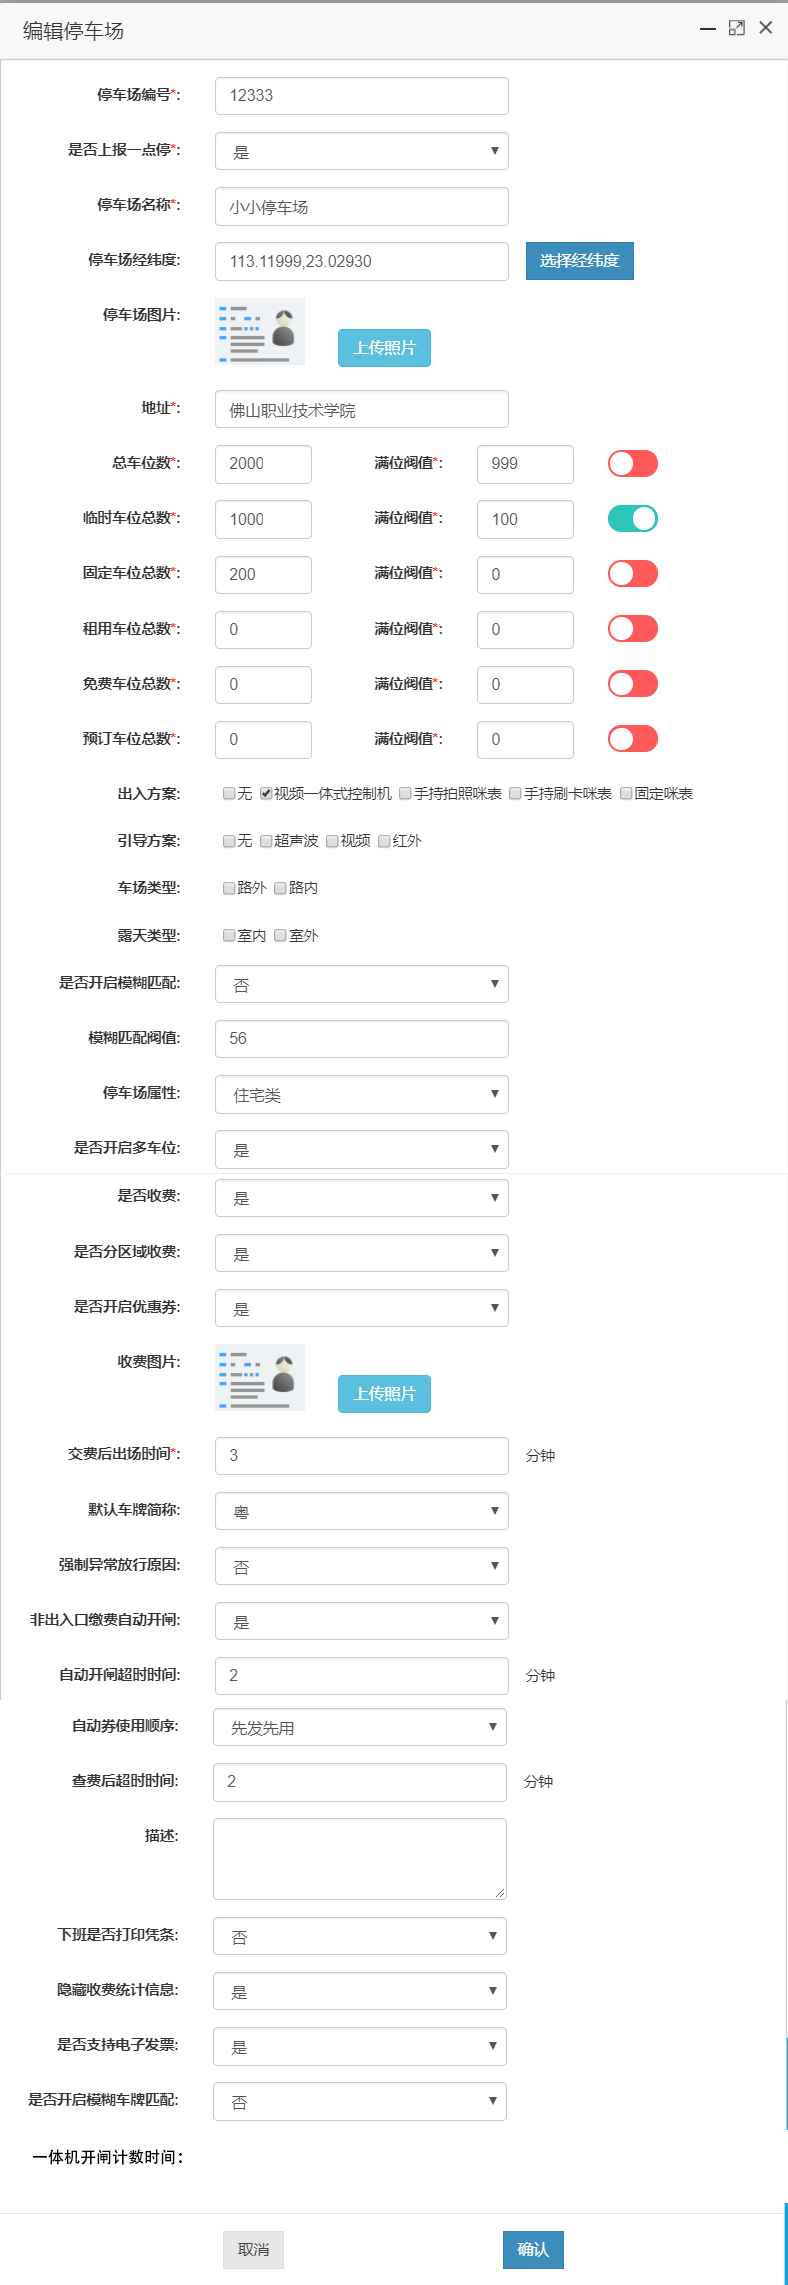 编辑停车场
停车场编号*: 12333
是否上报一点停*: 是
停车场名称*: 小小停车场
停车场经纬度: 113.11999,23.02930 选择经纬度
停车场图片: 上传照片
地址*: 佛山职业技术学院
总车位数*: 2000 满位阀值*: 999
临时车位总数*: 1000 满位阀值*: 100
固定车位总数*: 200 满位阀值*: 0
租用车位总数*: 0 满位阀值*: 0
免费车位总数*: 0 满位阀值*: 0
预订车位总数*: 0 满位阀值*: 0
出入方案: 无 视频一体式控制机 手持拍照咪表 手持刷卡咪表 固定咪表
引导方案: 无 超声波 视频 红外
车场类型: 路外 路内
露天类型: 室内 室外
是否开启模糊匹配: 否
模糊匹配阀值: 56
停车场属性: 住宅类
是否开启多车位: 是
是否收费: 是
是否分区域收费: 是
是否开启优惠券: 是
收费图片: 上传照片
交费后出场时间*: 3 分钟
默认车牌简称: 粤
强制异常放行原因: 否
非出入口缴费自动开闸: 是
自动开闸超时时间: 2 分钟
自动券使用顺序: 先发先用
查费后超时时间: 2 分钟
描述:
下班是否打印凭条: 否
隐藏收费统计信息: 是
是否支持电子发票: 是
是否开启模糊车牌匹配: 否
一体机开闸计数时间：
取消 确认